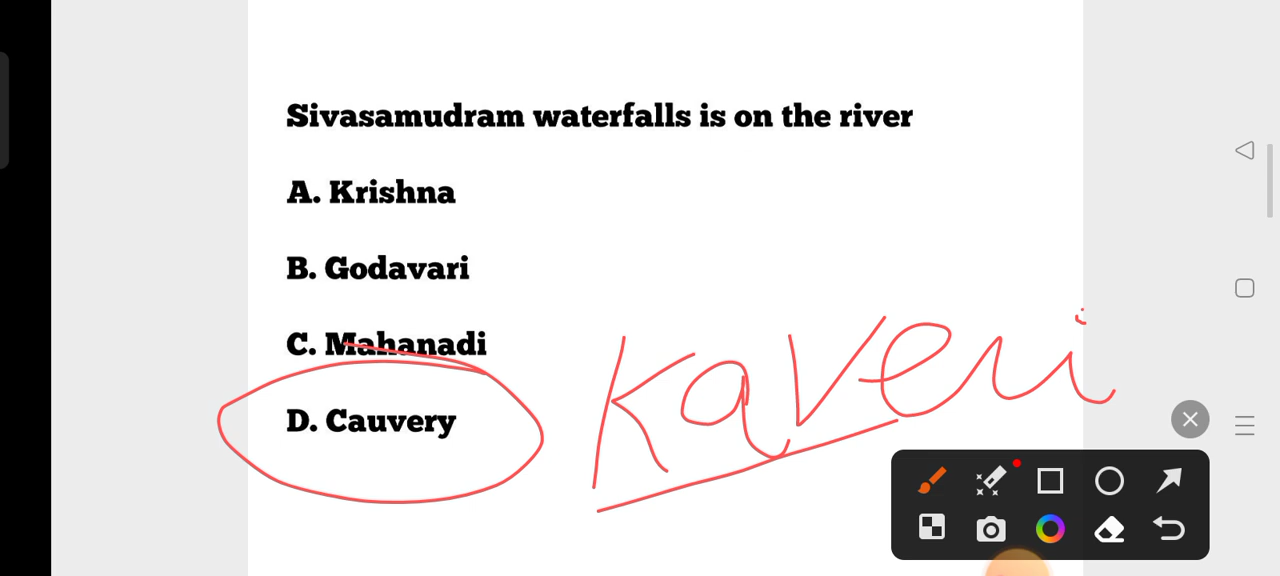 Sivasamudram waterfalls is on the river
A. Krishna
B. Godavari
C. Mahanadi
D. Cauvery
Kaveri